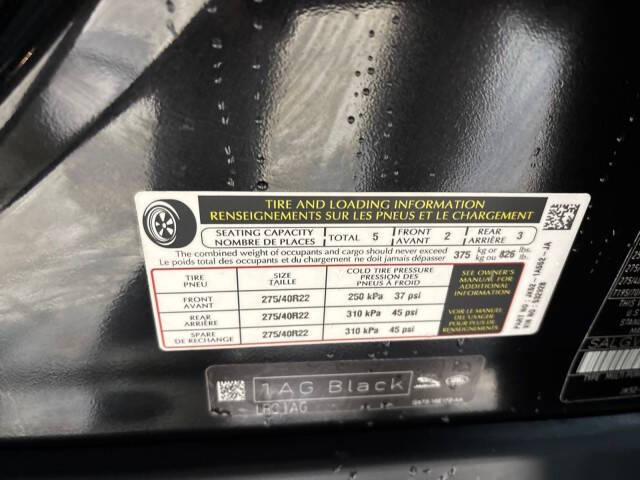 TIRE AND LOADING INFORMATION
RENSEIGNEMENTS SUR LES PNEUS ET LE CHARGEMENT
SEATING CAPACITY
NOMBRE DE PLACES
TOTAL 5
FRONT
AVANT 2
REAR
ARRIÈRE 3
The combined weight of occupants and cargo should never exceed
Le poids total des occupants et du chargement ne doit jamais dépasser
375 kg or
kg ou 826 lbs.
lb.
TIRE
PNEU
SIZE
TAILLE
COLD TIRE PRESSURE
PRESSION DES
PNEUS À FROID
FRONT
AVANT
275/40R22
250 kPa 37 psi
REAR
ARRIÈRE
275/40R22
310 kPa 45 psi
SPARE
DE RECHANGE
275/40R22
310 kPa 45 psi
SEE OWNER'S
MANUAL FOR
ADDITIONAL
INFORMATION
VOIR LE MANUEL
DE L'USAGER
POUR PLUS DE
RENSEIGNEMENTS
1AG Black
LRC1AG
SALG